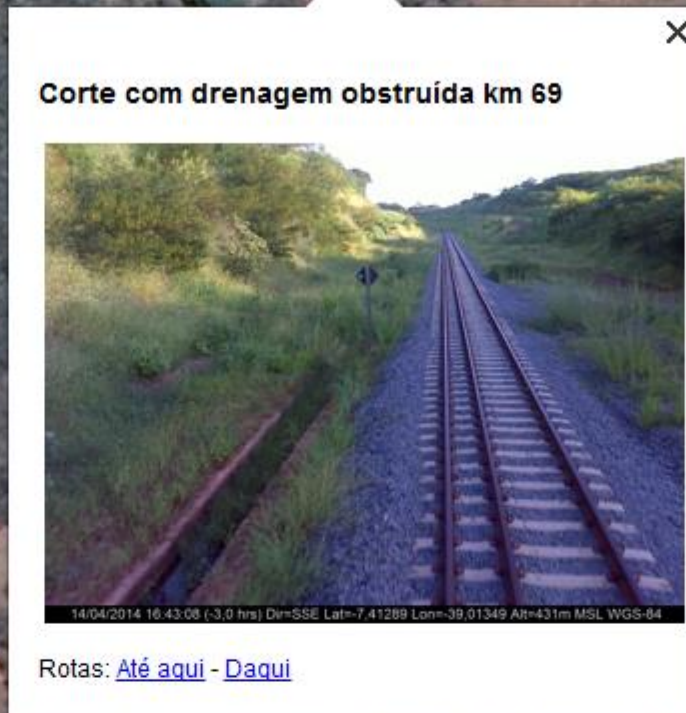 Corte com drenagem obstruída km 69
14/04/2014 16:43:08 (-3,0 hrs) Dir=SSE Lat=-7,41289 Lon=-39,01349 Alt=431m MSL WGS-84
Rotas: Até aqui - Daqui